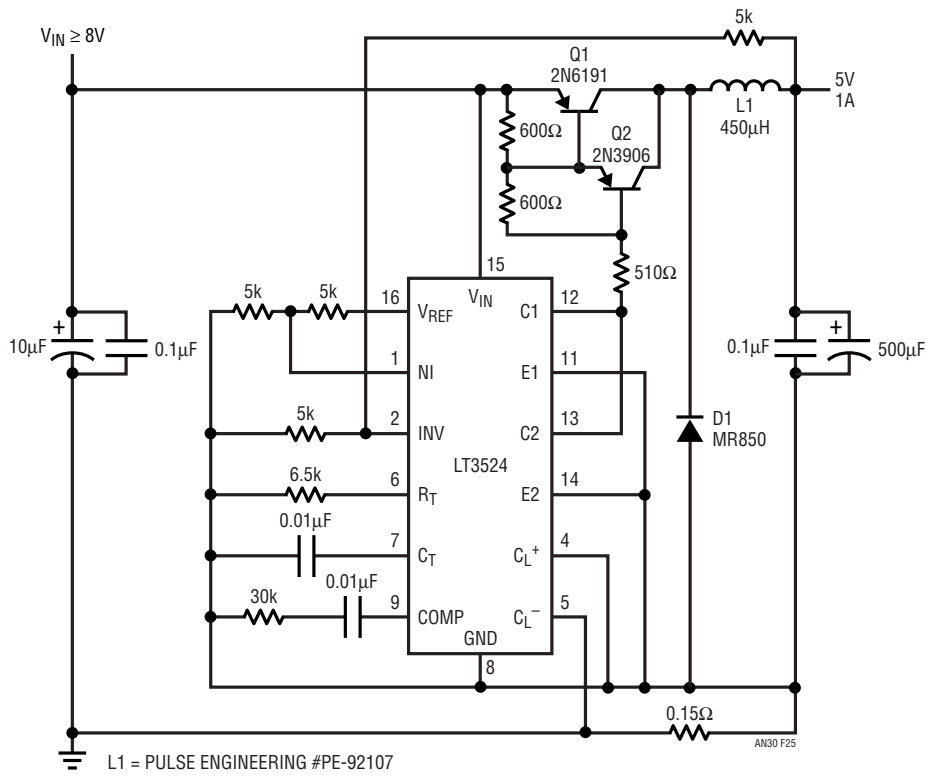 V_IN ≥ 8V
5k
Q1
2N6191
5V
1A
L1
450µH
600Ω
Q2
2N3906
600Ω
510Ω
15
V_IN
5k
5k
16
V_REF
C1
12
10µF
+
0.1µF
1
NI
E1
11
0.1µF
+
500µF
5k
2
INV
C2
13
D1
MR850
LT3524
6.5k
6
R_T
E2
14
0.01µF
7
C_T
C_L⁺
4
0.01µF
30k
9
COMP
C_L⁻
5
GND
8
0.15Ω
AN30 F25
L1 = PULSE ENGINEERING #PE-92107